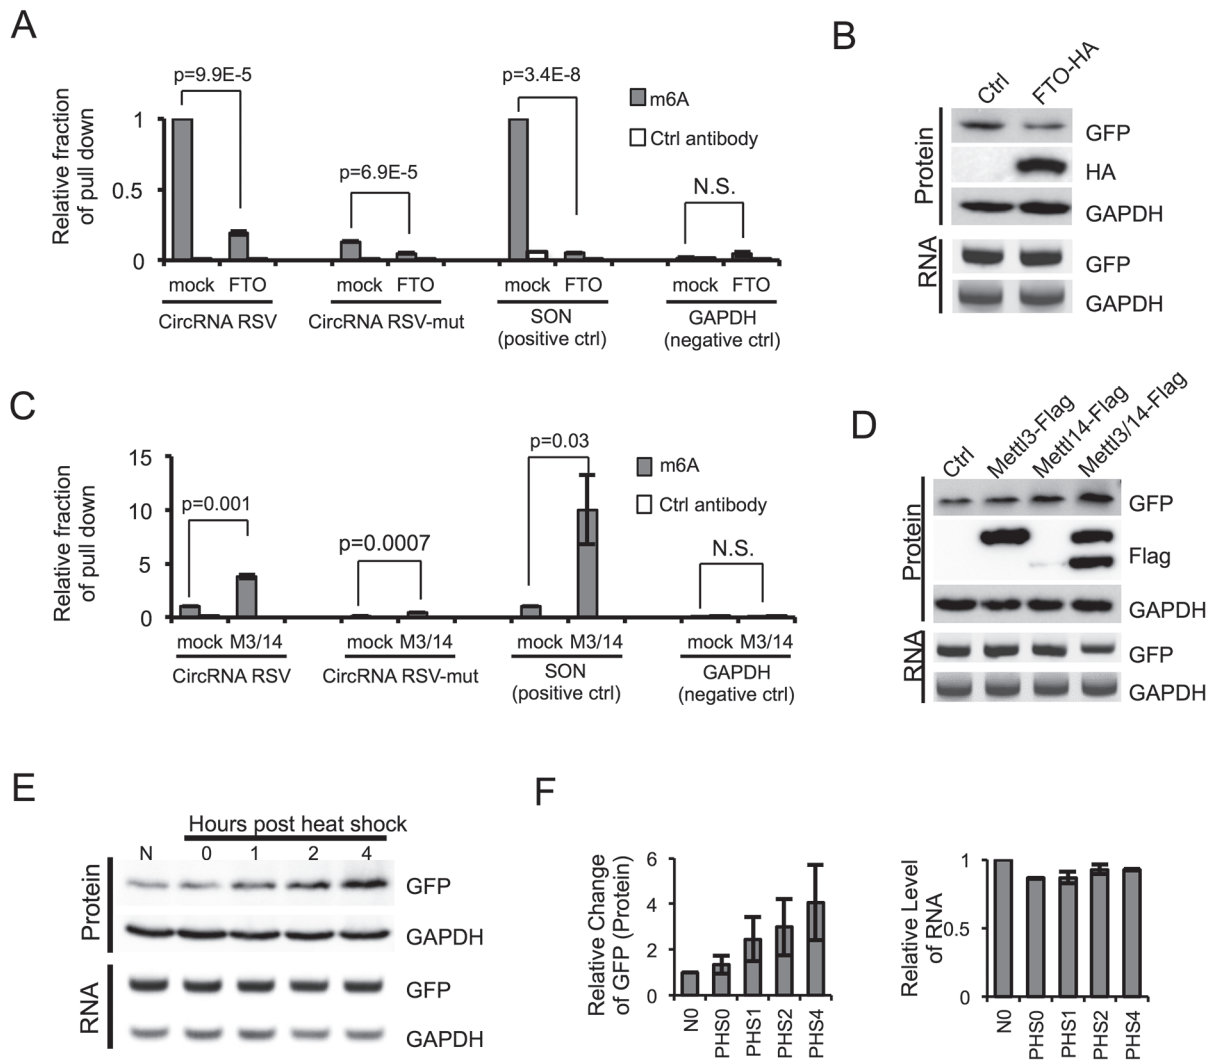 A
p=9.9E-5
p=3.4E-8
m6A
Ctrl antibody
p=6.9E-5
N.S.
Relative fraction
of pull down
1
0.5
0
mock FTO
mock FTO
mock FTO
mock FTO
CircRNA RSV
CircRNA RSV-mut
SON
(positive ctrl)
GAPDH
(negative ctrl)
B
Ctrl
FTO-HA
Protein
GFP
HA
GAPDH
RNA
GFP
GAPDH
C
p=0.03
m6A
Ctrl antibody
p=0.001
p=0.0007
N.S.
Relative fraction
of pull down
15
10
5
0
mock M3/14
mock M3/14
mock M3/14
mock M3/14
CircRNA RSV
CircRNA RSV-mut
SON
(positive ctrl)
GAPDH
(negative ctrl)
D
Ctrl
Mettl3-Flag
Mettl14-Flag
Mettl3/14-Flag
Protein
GFP
Flag
GAPDH
RNA
GFP
GAPDH
E
Hours post heat shock
N 0 1 2 4
Protein
GFP
GAPDH
RNA
GFP
GAPDH
F
Relative Change
of GFP (Protein)
6
4
2
0
N0
PHS0
PHS1
PHS2
PHS4
Relative Level
of RNA
1
0.5
0
N0
PHS0
PHS1
PHS2
PHS4